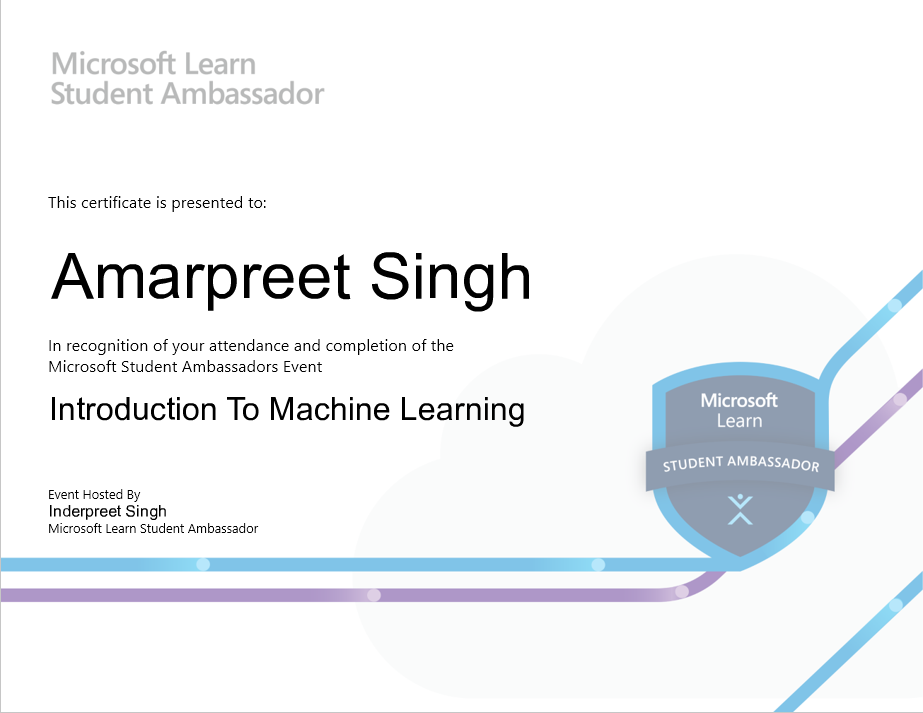 Microsoft Learn
Student Ambassador
This certificate is presented to:
Amarpreet Singh
In recognition of your attendance and completion of the
Microsoft Student Ambassadors Event
Introduction To Machine Learning
Event Hosted By
Inderpreet Singh
Microsoft Learn Student Ambassador
Microsoft
Learn
STUDENT AMBASSADOR